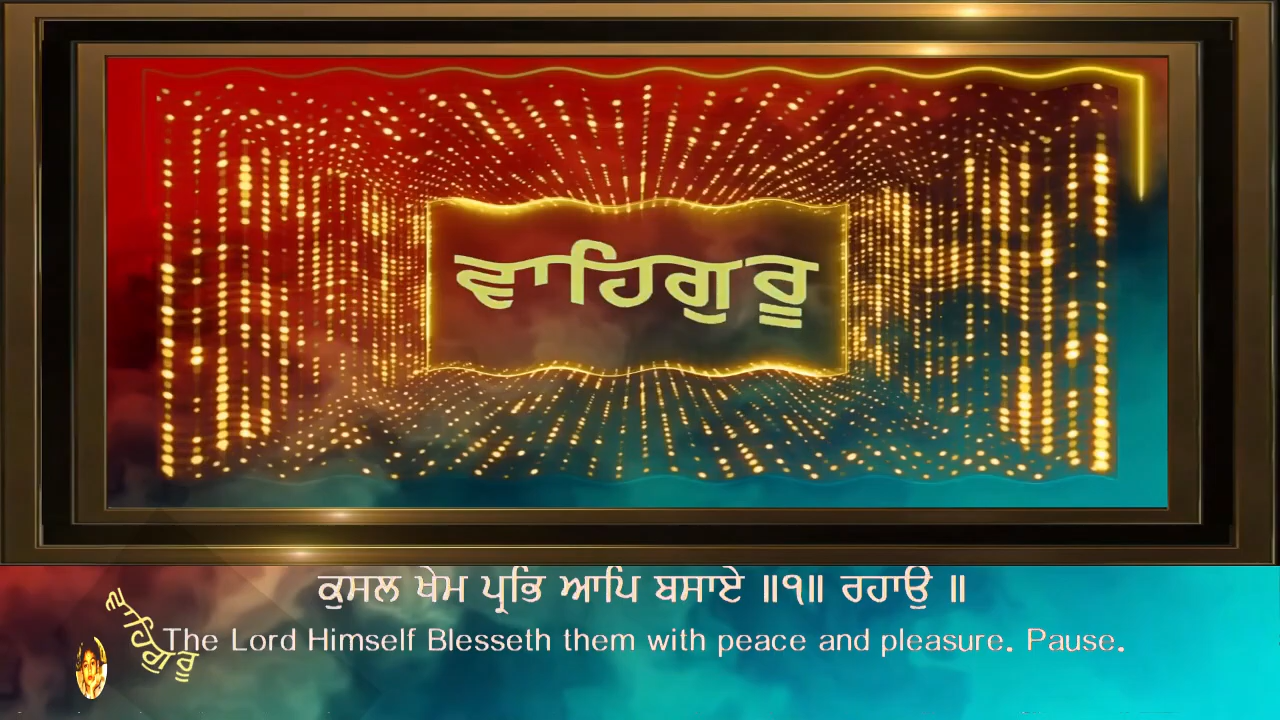 ਵਾਹਿਗੁਰੂ
ਕੁਸਲ ਖੇਮ ਪ੍ਰਭਿ ਆਪਿ ਬਸਾਏ ॥੧॥ ਰਹਾਉ ॥
ਵਾਹਿਗੁਰੂ
The Lord Himself Blesseth them with peace and pleasure. Pause.